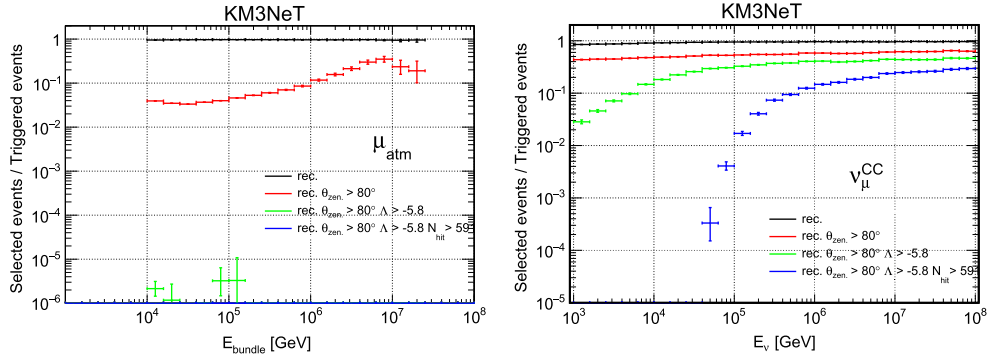 KM3NeT
Selected events / Triggered events
1
10⁻¹
10⁻²
10⁻³
10⁻⁴
10⁻⁵
10⁻⁶
μatm
rec.
rec. θzen. > 80°
rec. θzen. > 80° Λ > -5.8
rec. θzen. > 80° Λ > -5.8 Nhit > 59
10⁴ 10⁵ 10⁶ 10⁷ 10⁸
Ebundle [GeV]
KM3NeT
Selected events / Triggered events
1
10⁻¹
10⁻²
10⁻³
10⁻⁴
10⁻⁵
νμCC
rec.
rec. θzen. > 80°
rec. θzen. > 80° Λ > -5.8
rec. θzen. > 80° Λ > -5.8 Nhit > 59
10³ 10⁴ 10⁵ 10⁶ 10⁷ 10⁸
Eν [GeV]